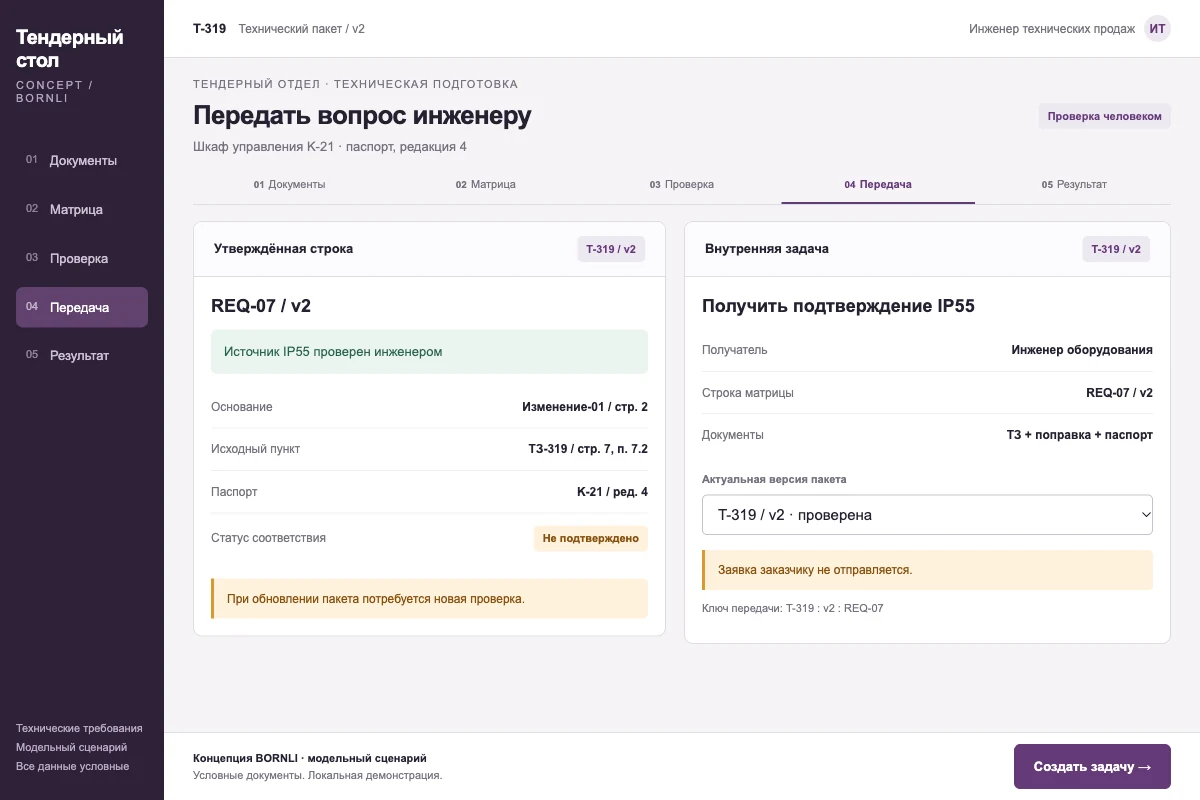 Тендерный
стол
CONCEPT /
BORNLI
01 Документы
02 Матрица
03 Проверка
04 Передача
05 Результат
Технические требования
Модельный сценарий
Все данные условные
Т-319 Технический пакет / v2
Инженер технических продаж ИТ
ТЕНДЕРНЫЙ ОТДЕЛ · ТЕХНИЧЕСКАЯ ПОДГОТОВКА
Передать вопрос инженеру
Проверка человеком
Шкаф управления К-21 · паспорт, редакция 4
01 Документы
02 Матрица
03 Проверка
04 Передача
05 Результат
Утверждённая строка
Т-319 / v2
REQ-07 / v2
Источник IP55 проверен инженером
Основание Изменение-01 / стр. 2
Исходный пункт ТЗ-319 / стр. 7, п. 7.2
Паспорт К-21 / ред. 4
Статус соответствия Не подтверждено
При обновлении пакета потребуется новая проверка.
Внутренняя задача
Т-319 / v2
Получить подтверждение IP55
Получатель Инженер оборудования
Строка матрицы REQ-07 / v2
Документы ТЗ + поправка + паспорт
Актуальная версия пакета
Т-319 / v2 · проверена
Заявка заказчику не отправляется.
Ключ передачи: Т-319 : v2 : REQ-07
Концепция BORNLI · модельный сценарий
Условные документы. Локальная демонстрация.
Создать задачу →